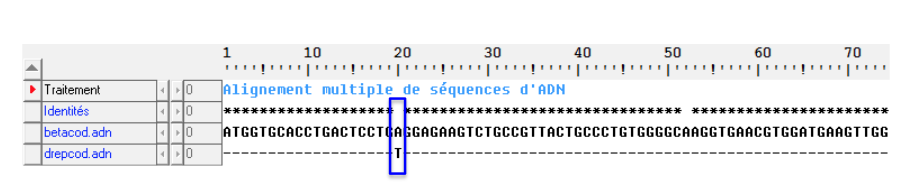 1 10 20 30 40 50 60 70
Traitement 0 Alignement multiple de séquences d'ADN
Identités 0 ******************* ******************************* **********************
betacod.adn 0 ATGGTGCACCTGACTCCTGAGGAGAAGTCTGCCGTTACTGCCCTGTGGGGCAAGGTGAACGTGGATGAAGTTGG
drepcod.adn 0 -------------------T------------------------------------------------------